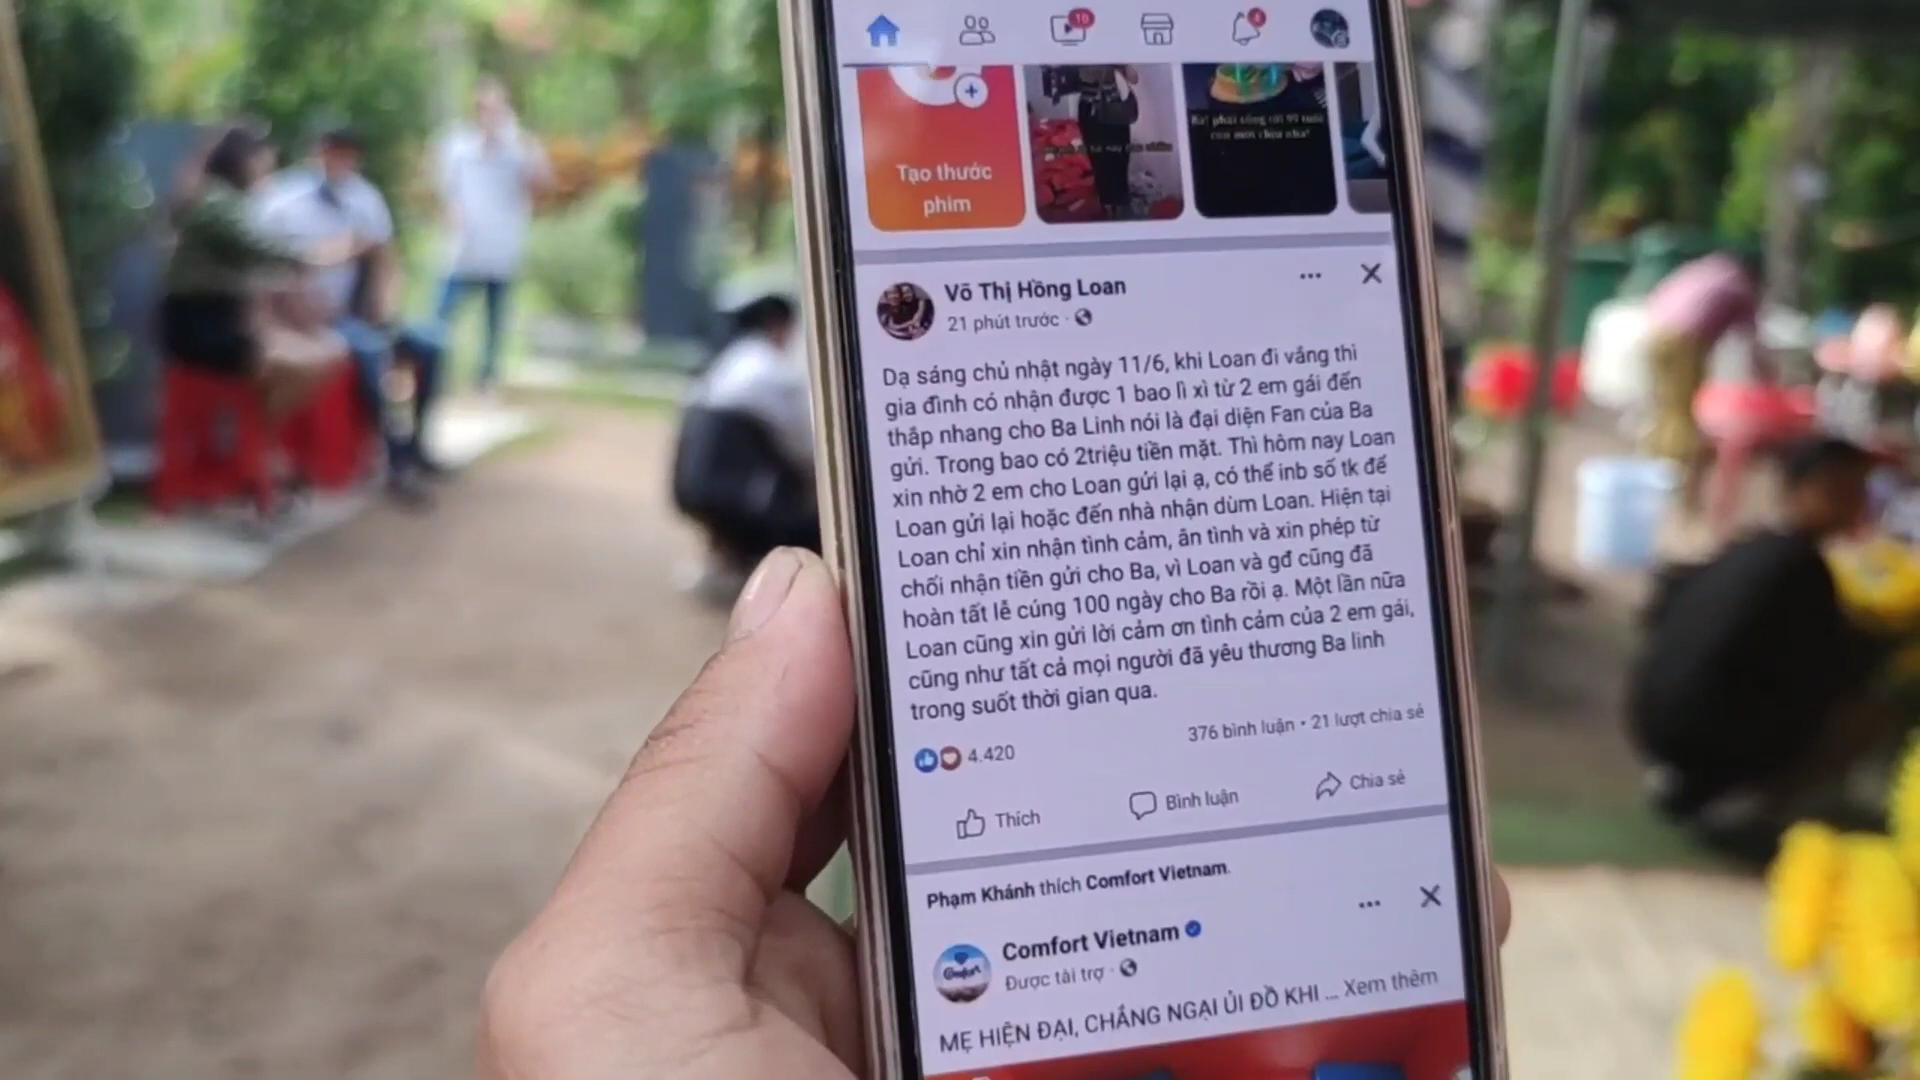 10
4
Tạo thước
phim
Võ Thị Hồng Loan
21 phút trước
Dạ sáng chủ nhật ngày 11/6, khi Loan đi vắng thì
gia đình có nhận được 1 bao lì xì từ 2 em gái đến
thắp nhang cho Ba Linh nói là đại diện Fan của Ba
gửi. Trong bao có 2triệu tiền mặt. Thì hôm nay Loan
xin nhờ 2 em cho Loan gửi lại ạ, có thể inb số tk để
Loan gửi lại hoặc đến nhà nhận dùm Loan. Hiện tại
Loan chỉ xin nhận tình cảm, ân tình và xin phép từ
chối nhận tiền gửi cho Ba, vì Loan và gđ cũng đã
hoàn tất lễ cúng 100 ngày cho Ba rồi ạ. Một lần nữa
Loan cũng xin gửi lời cảm ơn tình cảm của 2 em gái,
cũng như tất cả mọi người đã yêu thương Ba linh
trong suốt thời gian qua.
4.420 376 bình luận • 21 lượt chia sẻ
Thích Bình luận Chia sẻ
Phạm Khánh thích Comfort Vietnam.
Comfort Vietnam
Được tài trợ
MẸ HIỆN ĐẠI, CHẲNG NGẠI ỦI ĐỒ KHI ... Xem thêm